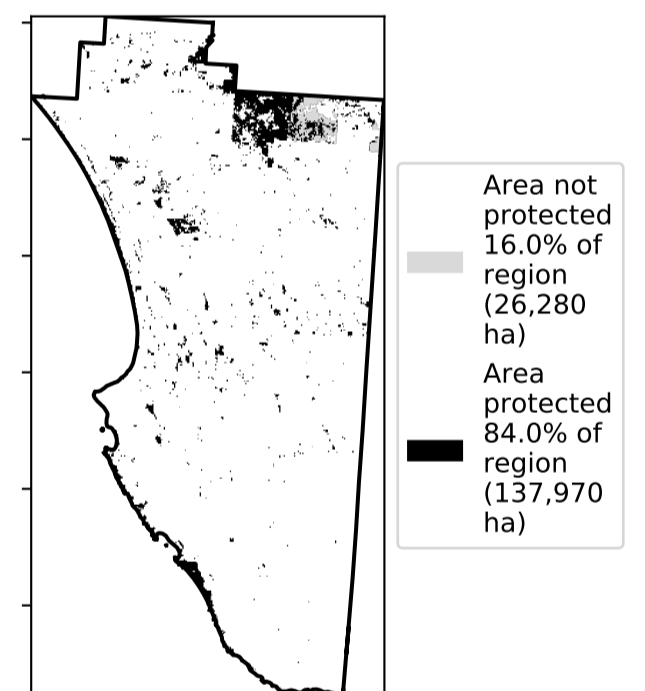 Area not
protected
16.0% of
region
(26,280
ha)
Area
protected
84.0% of
region
(137,970
ha)